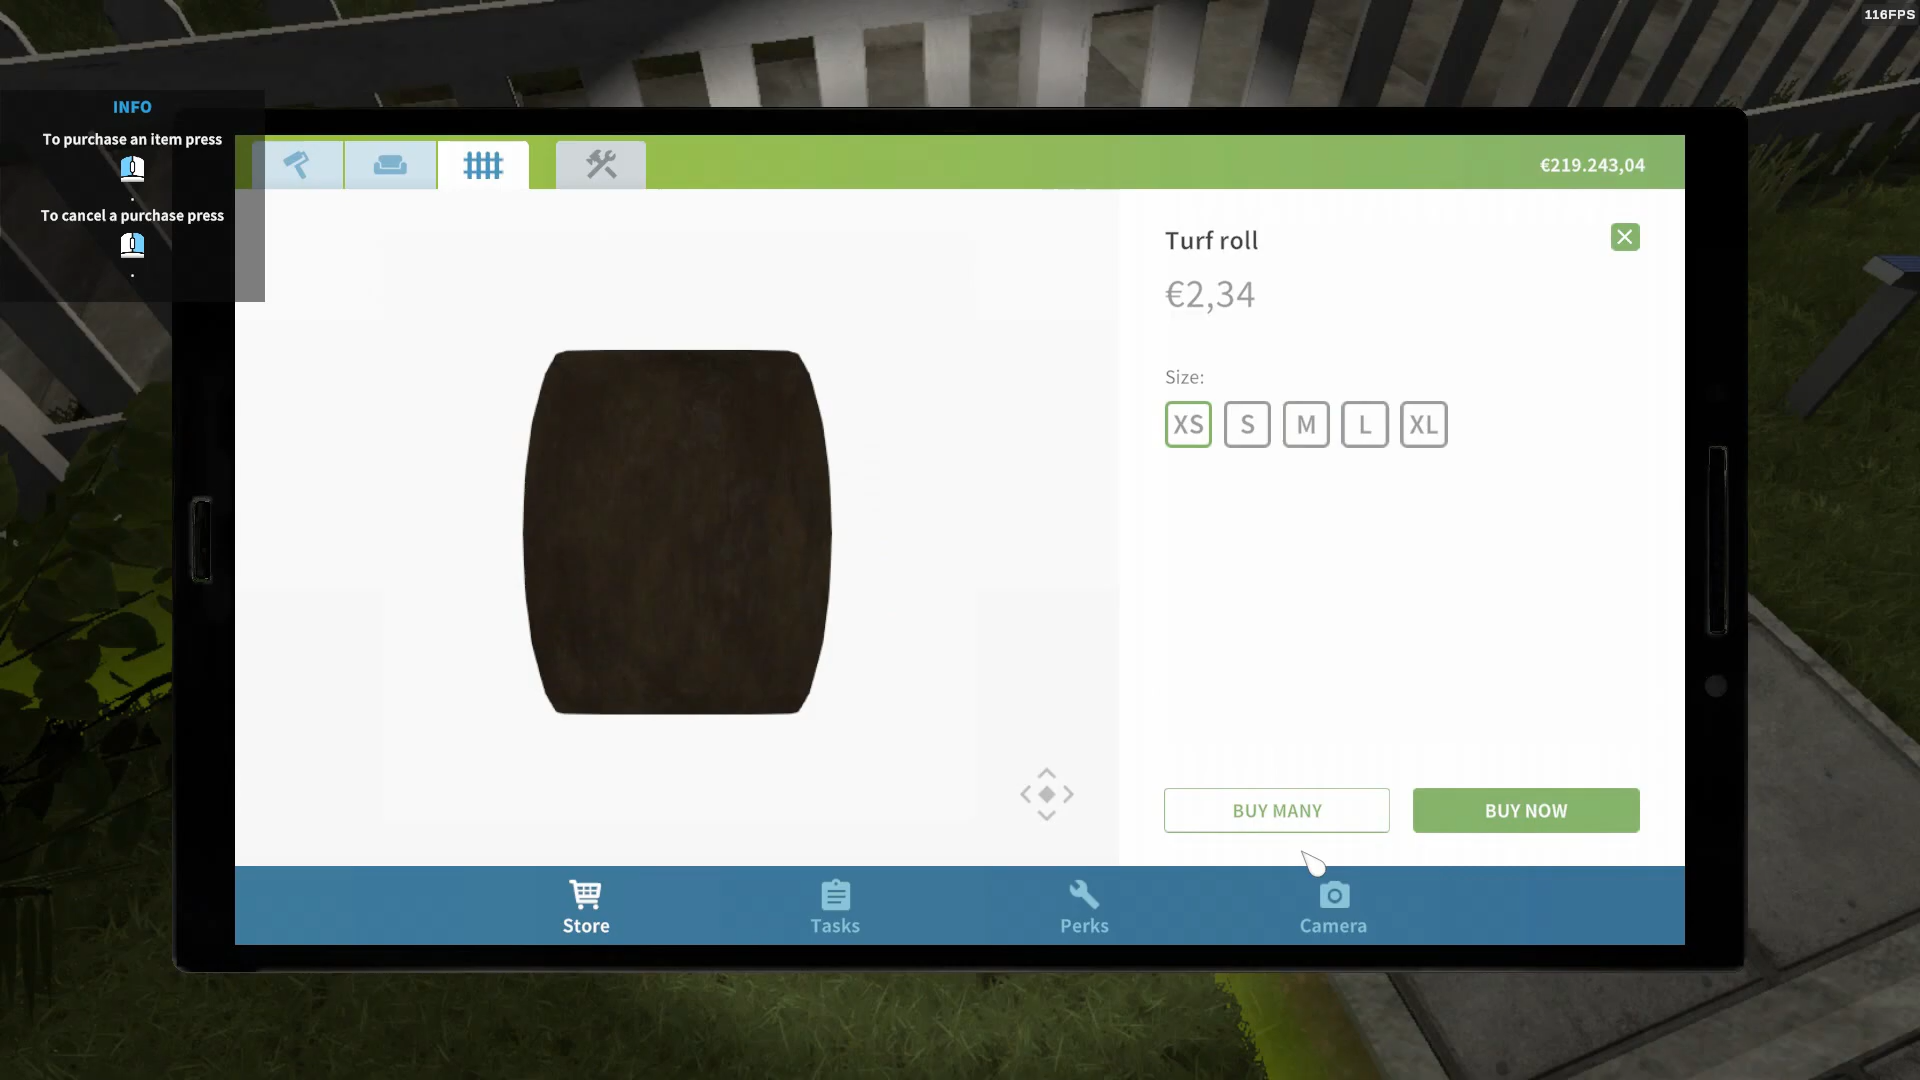 116FPS
INFO
To purchase an item press
.
To cancel a purchase press
.
€219.243,04
Turf roll
€2,34
Size:
XS S M L XL
BUY MANY BUY NOW
Store Tasks Perks Camera